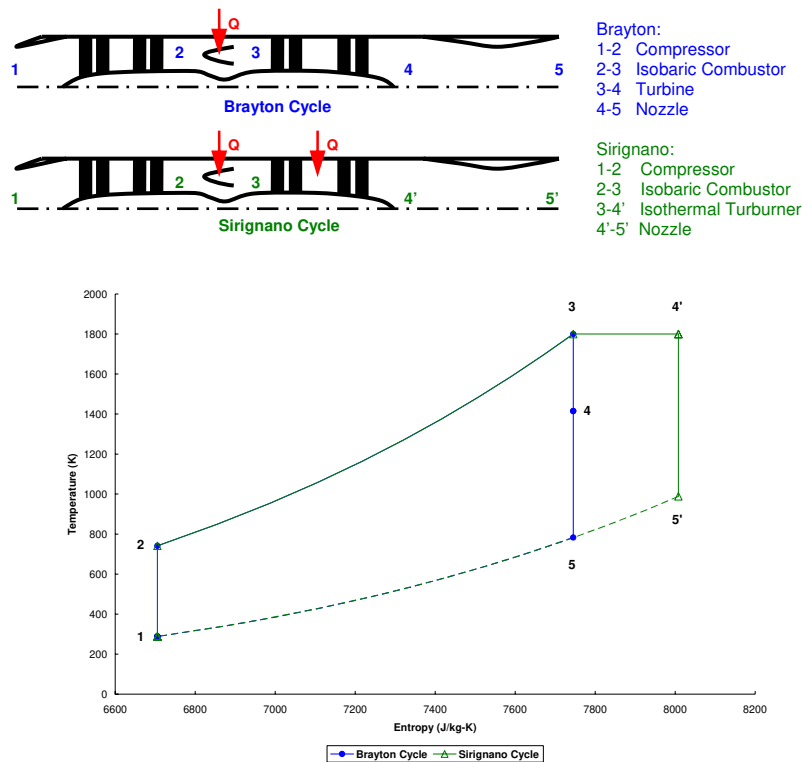 Q
1 2 3 4 5
Brayton Cycle
Brayton:
1-2 Compressor
2-3 Isobaric Combustor
3-4 Turbine
4-5 Nozzle
Q Q
1 2 3 4' 5'
Sirignano Cycle
Sirignano:
1-2 Compressor
2-3 Isobaric Combustor
3-4' Isothermal Turburner
4'-5' Nozzle
Temperature (K)
2000
1800
1600
1400
1200
1000
800
600
400
200
0
1
2
3
4
5
4'
5'
6600 6800 7000 7200 7400 7600 7800 8000 8200
Entropy (J/kg-K)
Brayton Cycle Sirignano Cycle